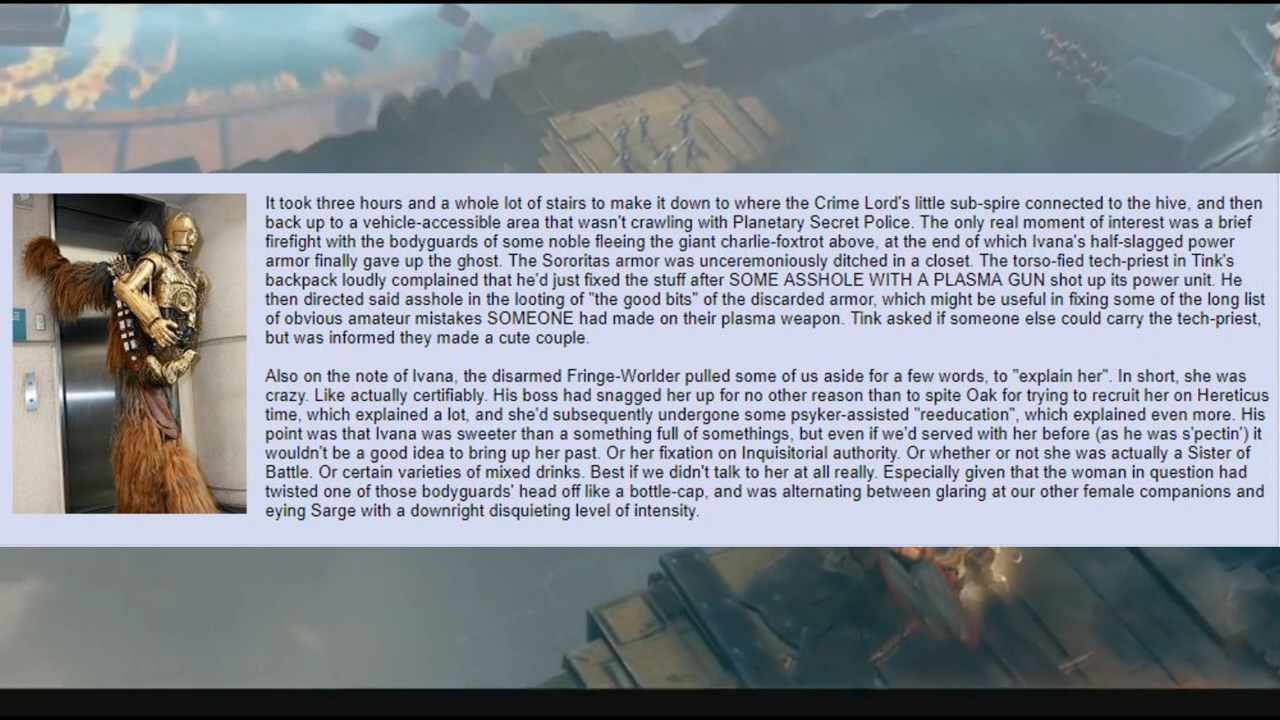 It took three hours and a whole lot of stairs to make it down to where the Crime Lord's little sub-spire connected to the hive, and then
back up to a vehicle-accessible area that wasn't crawling with Planetary Secret Police. The only real moment of interest was a brief
firefight with the bodyguards of some noble fleeing the giant charlie-foxtrot above, at the end of which Ivana's half-slagged power
armor finally gave up the ghost. The Sororitas armor was unceremoniously ditched in a closet. The torso-fied tech-priest in Tink's
backpack loudly complained that he'd just fixed the stuff after SOME ASSHOLE WITH A PLASMA GUN shot up its power unit. He
then directed said asshole in the looting of "the good bits" of the discarded armor, which might be useful in fixing some of the long list
of obvious amateur mistakes SOMEONE had made on their plasma weapon. Tink asked if someone else could carry the tech-priest,
but was informed they made a cute couple.
Also on the note of Ivana, the disarmed Fringe-Worlder pulled some of us aside for a few words, to "explain her". In short, she was
crazy. Like actually certifiably. His boss had snagged her up for no other reason than to spite Oak for trying to recruit her on Hereticus
time, which explained a lot, and she'd subsequently undergone some psyker-assisted "reeducation", which explained even more. His
point was that Ivana was sweeter than a something full of somethings, but even if we'd served with her before (as he was s'pectin') it
wouldn't be a good idea to bring up her past. Or her fixation on Inquisitorial authority. Or whether or not she was actually a Sister of
Battle. Or certain varieties of mixed drinks. Best if we didn't talk to her at all really. Especially given that the woman in question had
twisted one of those bodyguards' head off like a bottle-cap, and was alternating between glaring at our other female companions and
eying Sarge with a downright disquieting level of intensity.